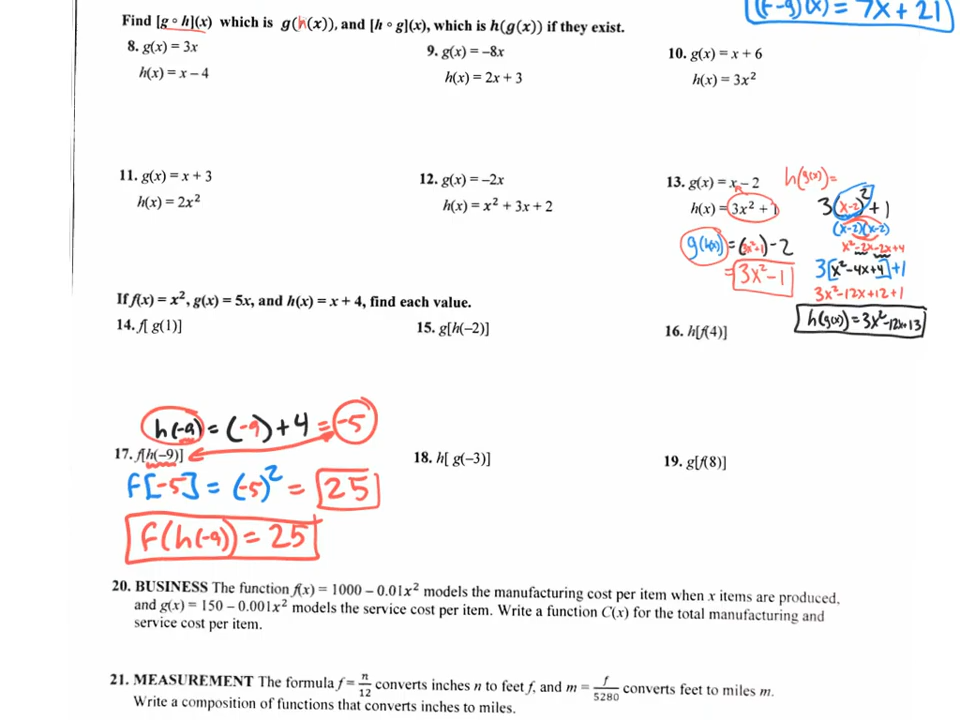 (f-g)(x) = 7x + 21
Find [g ∘ h](x) which is g(h(x)), and [h ∘ g](x), which is h(g(x)) if they exist.
8. g(x) = 3x
h(x) = x – 4
9. g(x) = –8x
h(x) = 2x + 3
10. g(x) = x + 6
h(x) = 3x²
11. g(x) = x + 3
h(x) = 2x²
12. g(x) = –2x
h(x) = x² + 3x + 2
13. g(x) = x – 2
h(x) = 3x² + 1
g(h(x)) = (3x²+1) - 2
= 3x² - 1
h(g(x)) =
3(x-2)² + 1
(x-2)(x-2)
x² - 2x - 2x + 4
3[x² - 4x + 4] + 1
3x² - 12x + 12 + 1
h(g(x)) = 3x² - 12x + 13
If f(x) = x², g(x) = 5x, and h(x) = x + 4, find each value.
14. f[ g(1)]
15. g[h(–2)]
16. h[f(4)]
h(-9) = (-9) + 4 = -5
17. f[h(–9)]
f[-5] = (-5)² = 25
f(h(-9)) = 25
18. h[ g(–3)]
19. g[f(8)]
20. BUSINESS The function f(x) = 1000 – 0.01x² models the manufacturing cost per item when x items are produced,
and g(x) = 150 – 0.001x² models the service cost per item. Write a function C(x) for the total manufacturing and
service cost per item.
21. MEASUREMENT The formula f = n/12 converts inches n to feet f, and m = f/5280 converts feet to miles m.
Write a composition of functions that converts inches to miles.